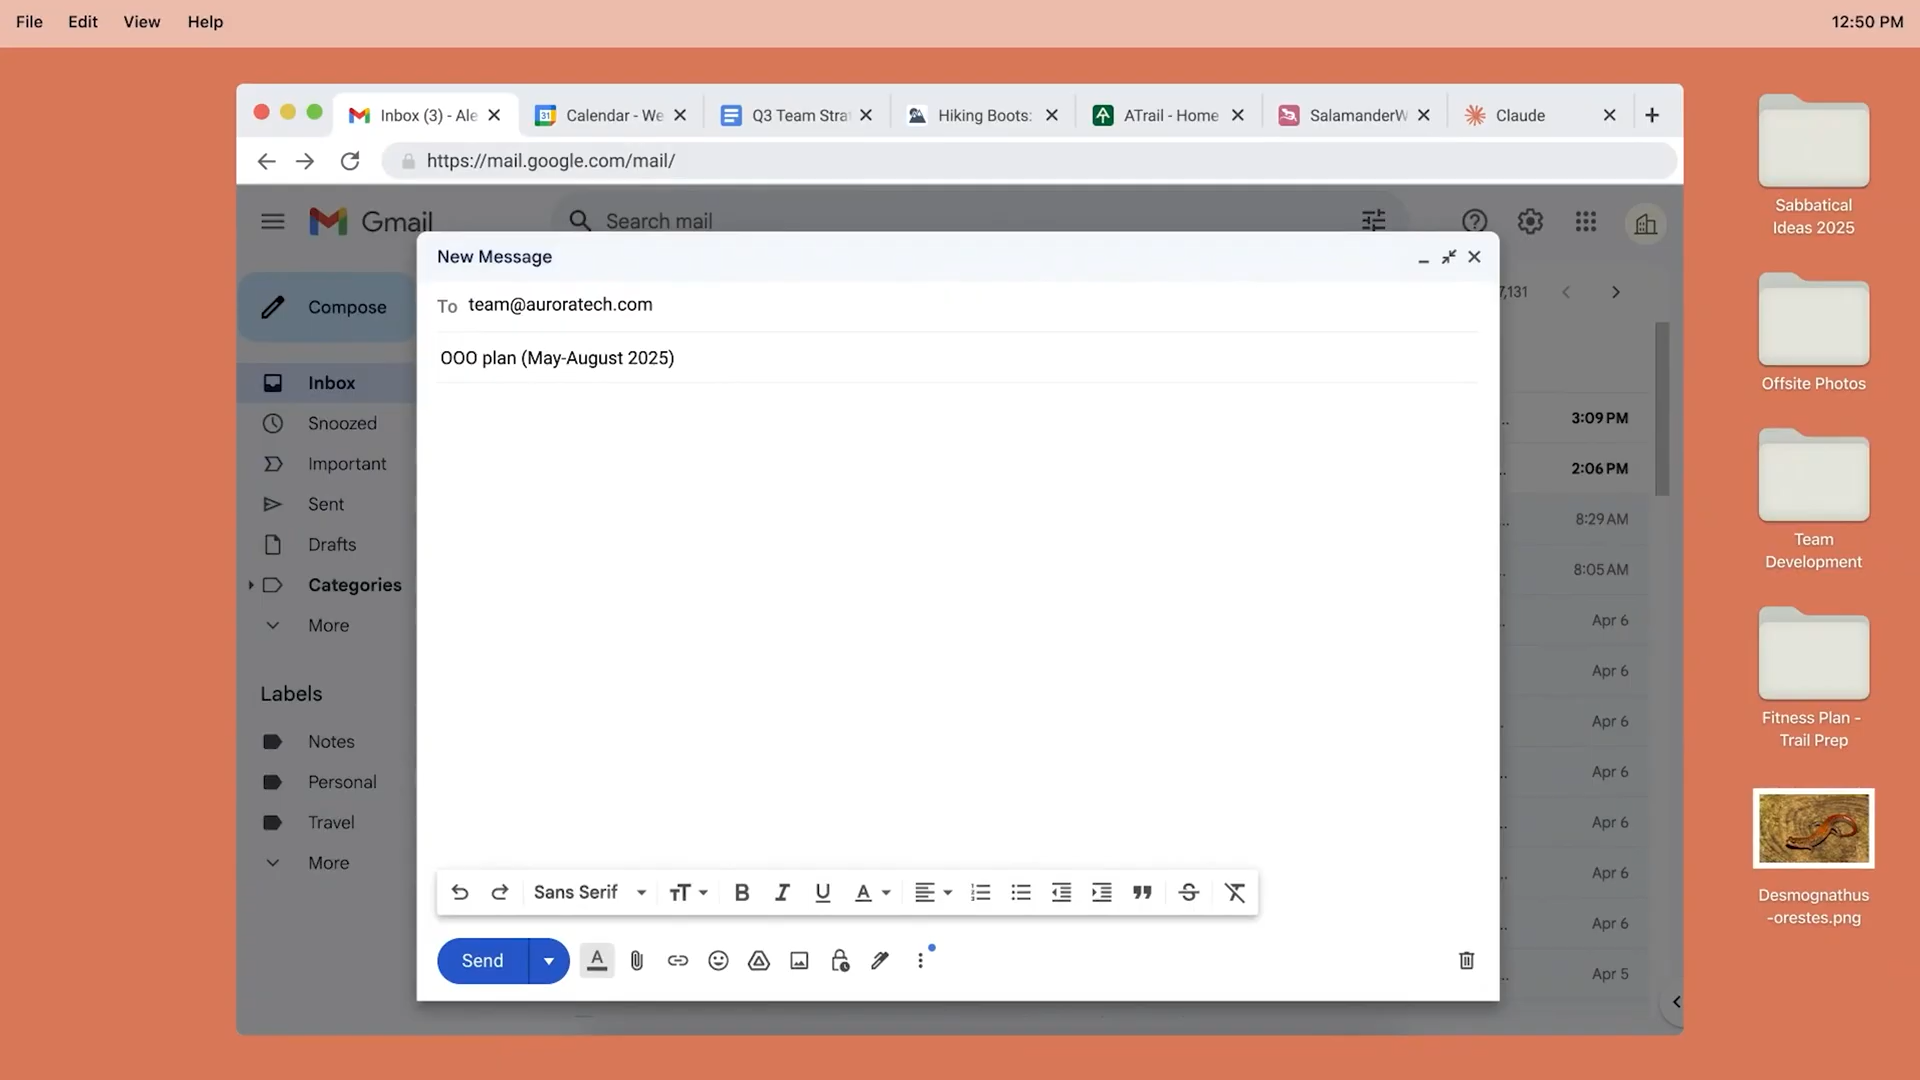 File Edit View Help 12:50 PM
Inbox (3) - Ale Calendar - We Q3 Team Stra Hiking Boots: ATrail - Home SalamanderW Claude
https://mail.google.com/mail/
Gmail Search mail
New Message
To team@auroratech.com
OOO plan (May-August 2025)
Compose
Inbox
Snoozed
Important
Sent
Drafts
Categories
More
Labels
Notes
Personal
Travel
More
7,131
3:09 PM
2:06 PM
8:29 AM
8:05 AM
Apr 6
Apr 6
Apr 6
Apr 6
Apr 6
Apr 6
Apr 6
Apr 5
Sans Serif
Send
Sabbatical
Ideas 2025
Offsite Photos
Team
Development
Fitness Plan -
Trail Prep
Desmognathus
-orestes.png